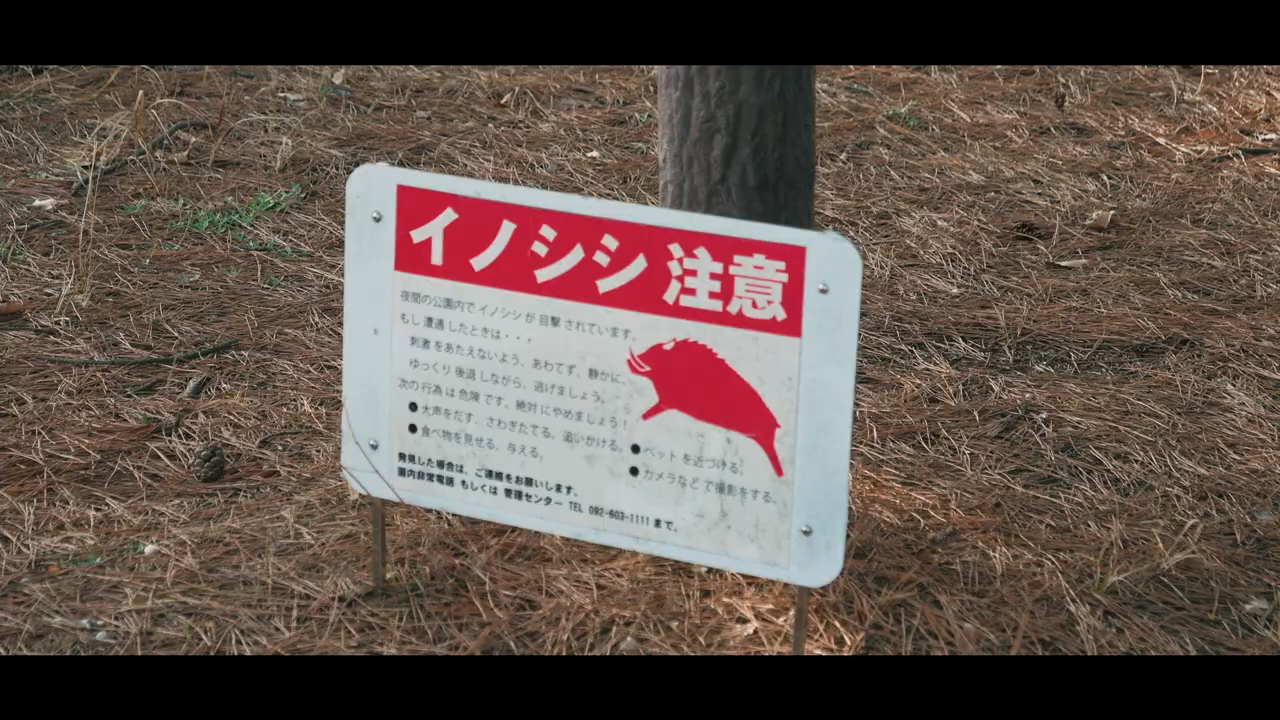 イノシシ注意
夜間の公園内でイノシシが目撃されています。
もし遭遇したときは・・・
刺激をあたえないよう、あわてず、静かに、
ゆっくり後退しながら、逃げましょう。
次の行為は危険です、絶対にやめましょう！
●大声をだす、さわぎたてる、追いかける。
●食べ物を見せる、与える。
●ペットを近づける。
●カメラなどで撮影をする。
発見した場合は、ご連絡をお願いします。
園内非常電話 もしくは 管理センター TEL 092-603-1111 まで。